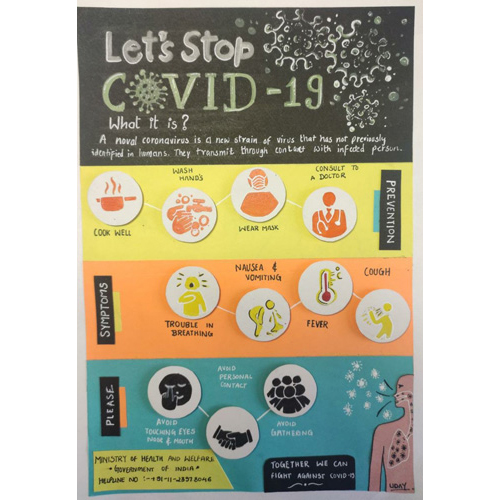 Let's Stop
COVID-19
What it is?
A noval coronavirus is a new strain of virus that has not previously
identified in humans. They transmit through contact with infected person.
WASH
HAND'S
CONSULT TO
A DOCTOR
COOK WELL
WEAR MASK
PREVENTION
NAUSEA &
VOMITING
COUGH
SYMPTOMS
TROUBLE IN
BREATHING
FEVER
AVOID
PERSONAL
CONTACT
PLEASE
AVOID
TOUCHING EYES
NOSE & MOUTH
AVOID
GATHERING
MINISTRY OF HEALTH AND WELFARE
GOVERNMENT OF INDIA
HELPLINE NO :- +91-11-23978046
TOGETHER WE CAN
FIGHT AGAINST COVID-19
UDAY